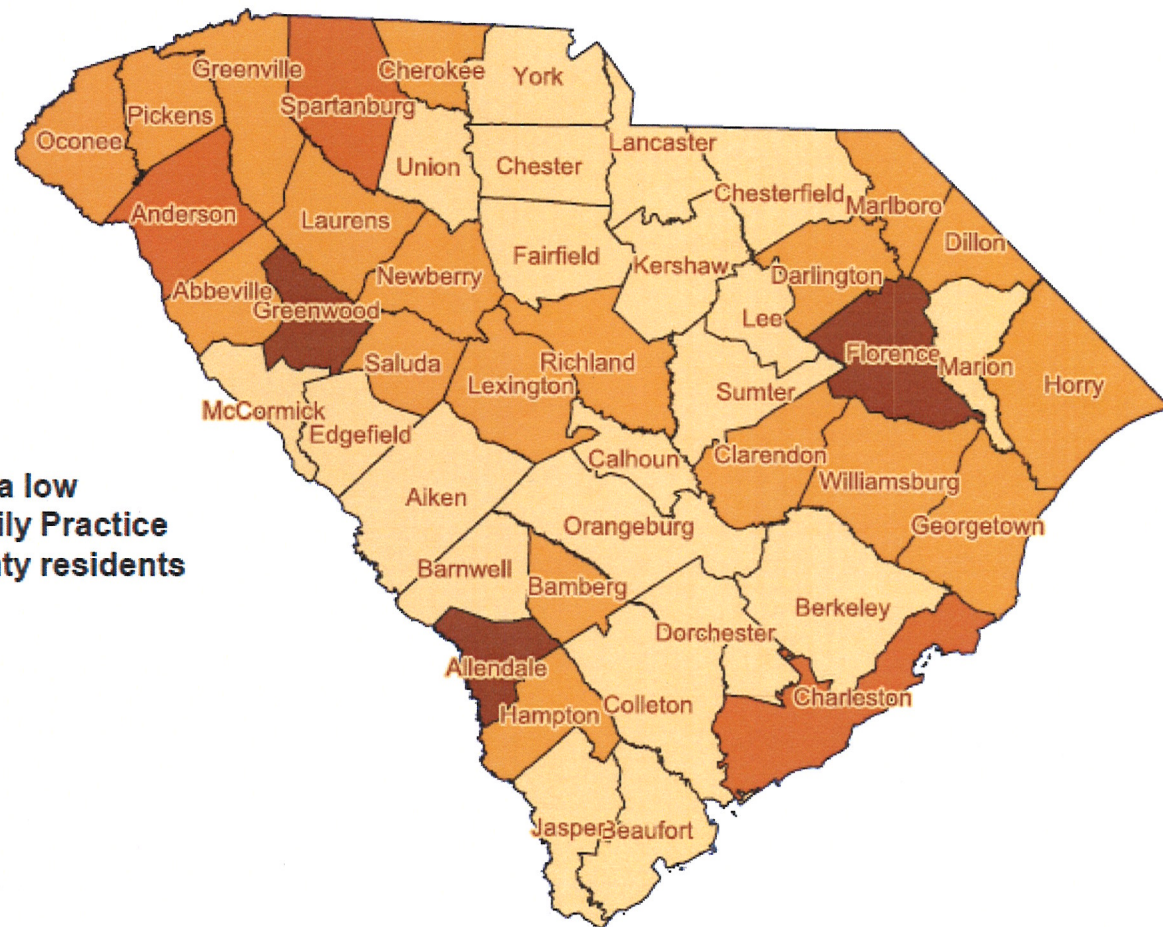 Greenville
Cherokee
York
Spartanburg
Pickens
Oconee
Union
Chester
Lancaster
Chesterfield
Marlboro
Anderson
Laurens
Dillon
Fairfield
Kershaw
Darlington
Newberry
Abbeville
Greenwood
Lee
Florence
Marion
Saluda
Richland
Lexington
Horry
Sumter
McCormick
Edgefield
Calhoun
Clarendon
Williamsburg
a low
ily Practice
ty residents
Aiken
Orangeburg
Georgetown
Barnwell
Bamberg
Berkeley
Dorchester
Allendale
Charleston
Hampton
Colleton
Jasper
Beaufort